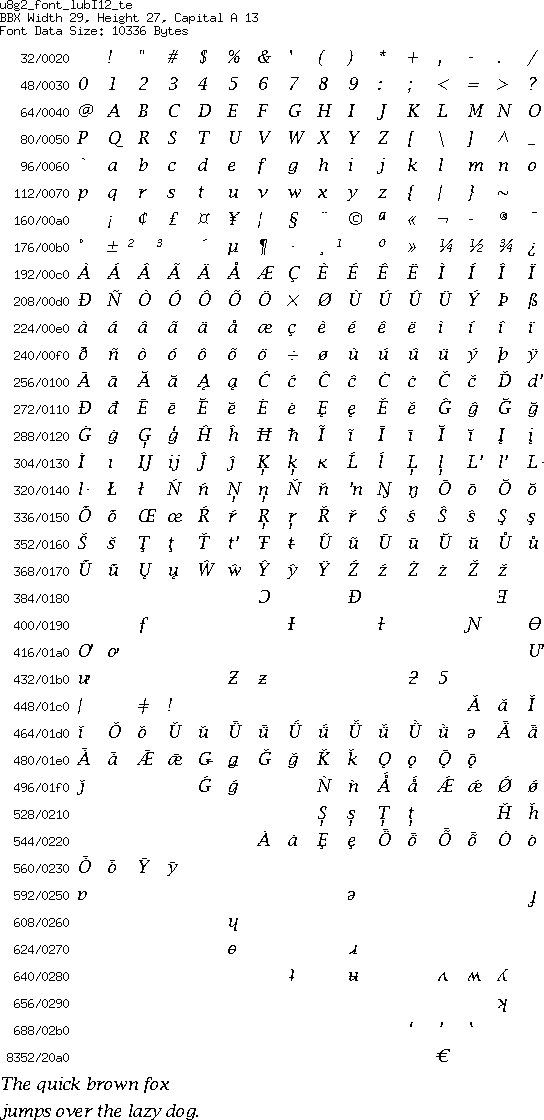 u8g2_font_lubI12_te
BBX Width 29, Height 27, Capital A 13
Font Data Size: 10336 Bytes
32/0020 ! " # $ % & ' ( ) * + , - . /
48/0030 0 1 2 3 4 5 6 7 8 9 : ; < = > ?
64/0040 @ A B C D E F G H I J K L M N O
80/0050 P Q R S T U V W X Y Z [ \ ] ^ _
96/0060 ` a b c d e f g h i j k l m n o
112/0070 p q r s t u v w x y z { | } ~
160/00a0 ¡ ¢ £ ¤ ¥ ¦ § ¨ © ª « ¬ - ® ¯
176/00b0 ° ± ² ³ ´ µ ¶ · ¸ ¹ º » ¼ ½ ¾ ¿
192/00c0 À Á Â Ã Ä Å Æ Ç È É Ê Ë Ì Í Î Ï
208/00d0 Ð Ñ Ò Ó Ô Õ Ö × Ø Ù Ú Û Ü Ý Þ ß
224/00e0 à á â ã ä å æ ç è é ê ë ì í î ï
240/00f0 ð ñ ò ó ô õ ö ÷ ø ù ú û ü ý þ ÿ
256/0100 Ā ā Ă ă Ą ą Ć ć Ĉ ĉ Ċ ċ Č č Ď ď
272/0110 Đ đ Ē ē Ĕ ĕ Ė ė Ę ę Ě ě Ĝ ĝ Ğ ğ
288/0120 Ġ ġ Ģ ģ Ĥ ĥ Ħ ħ Ĩ ĩ Ī ī Ĭ ĭ Į į
304/0130 İ ı IJ ij Ĵ ĵ Ķ ķ ĸ Ĺ ĺ Ļ ļ Ľ ľ Ŀ
320/0140 ŀ Ł ł Ń ń Ņ ņ Ň ň ŉ Ŋ ŋ Ō ō Ŏ ŏ
336/0150 Ő ő Œ œ Ŕ ŕ Ŗ ŗ Ř ř Ś ś Ŝ ŝ Ş ş
352/0160 Š š Ţ ţ Ť ť Ŧ ŧ Ũ ũ Ū ū Ŭ ŭ Ů ů
368/0170 Ű ű Ų ų Ŵ ŵ Ŷ ŷ Ÿ Ź ź Ż ż Ž ž
384/0180 Ɔ Ɖ Ǝ
400/0190 ƒ Ɨ ƚ Ɲ Ɵ
416/01a0 Ơ ơ Ư
432/01b0 ư Ƶ ƶ ƻ Ƽ
448/01c0 ǀ ǂ ǃ Ǎ ǎ Ǐ
464/01d0 ǐ Ǒ ǒ Ǔ ǔ Ǖ ǖ Ǘ ǘ Ǚ ǚ Ǜ ǜ ǝ Ǟ ǟ
480/01e0 Ǡ ǡ Ǣ ǣ Ǥ ǥ Ǧ ǧ Ǩ ǩ Ǫ ǫ Ǭ ǭ
496/01f0 ǰ Ǵ ǵ Ǹ ǹ Ǻ ǻ Ǽ ǽ Ǿ ǿ
528/0210 Ș ș Ț ț Ȟ ȟ
544/0220 Ȧ ȧ Ȩ ȩ Ȫ ȫ Ȭ ȭ Ȯ ȯ
560/0230 Ȱ ȱ Ȳ ȳ
592/0250 ɐ ə ɟ
608/0260 ɥ
624/0270 ɵ ɹ
640/0280 ʇ ʉ ʌ ʍ ʎ
656/0290 ʞ
688/02b0 ʻ ʼ ʽ
8352/20a0 €
The quick brown fox
jumps over the lazy dog.